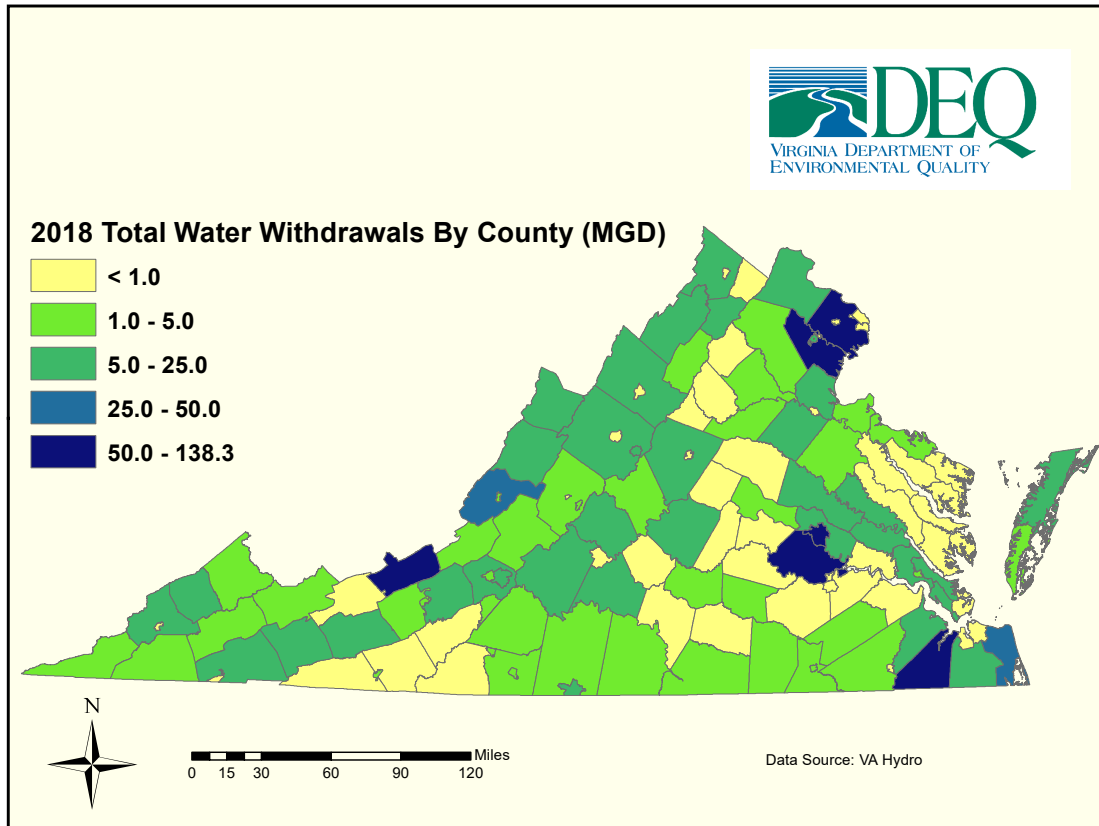 DEQ
VIRGINIA DEPARTMENT OF
ENVIRONMENTAL QUALITY
2018 Total Water Withdrawals By County (MGD)
< 1.0
1.0 - 5.0
5.0 - 25.0
25.0 - 50.0
50.0 - 138.3
N
Miles
0 15 30 60 90 120
Data Source: VA Hydro